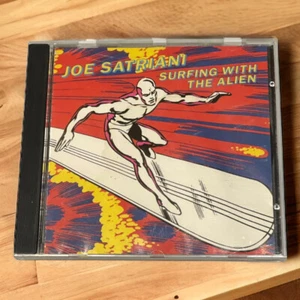 JOE SATRIANI
SURFING WITH
THE ALIEN